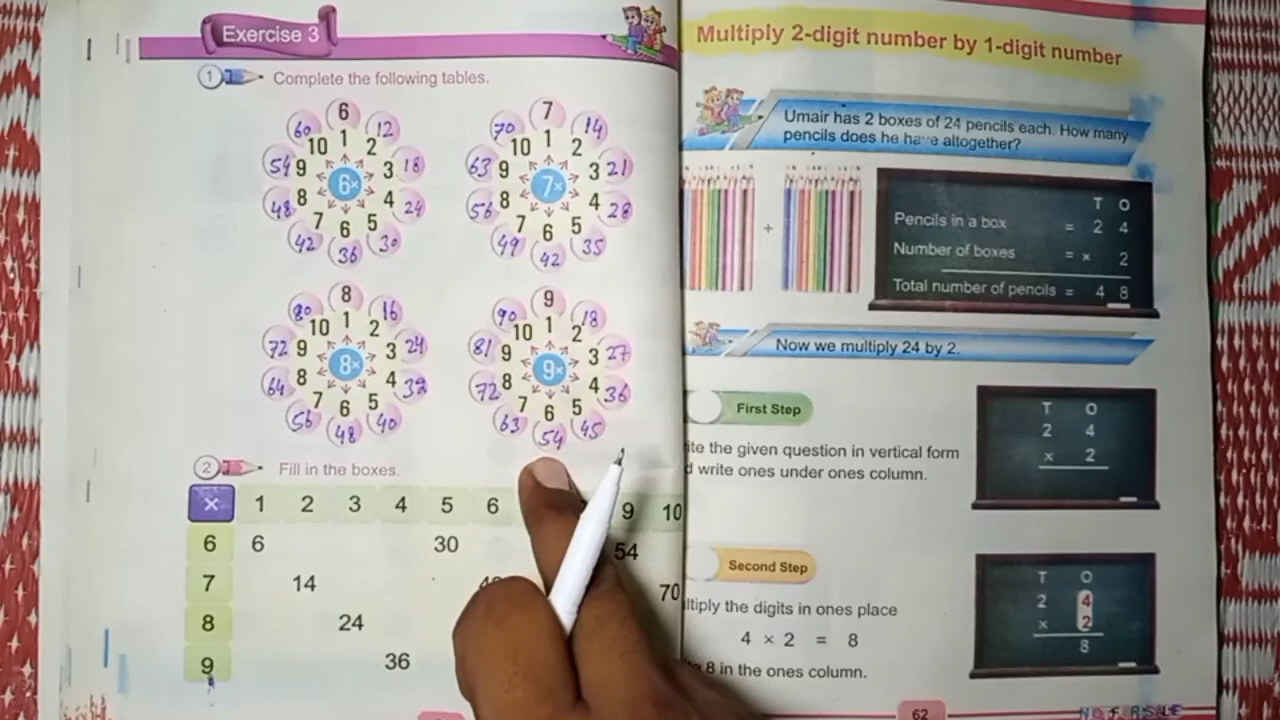 Exercise 3
1 Complete the following tables.
6
60 12
10 1 2
54 9 3 18
6×
48 8 4 24
7 6 5
42 36 30
7
70 14
10 1 2
63 9 3 21
7×
56 8 4 28
7 6 5
49 42 35
8
80 16
10 1 2
72 9 3 24
8×
64 8 4 32
7 6 5
56 48 40
9
90 18
10 1 2
81 9 3 27
9×
72 8 4 36
7 6 5
63 54 45
2 Fill in the boxes.
× 1 2 3 4 5 6 9 10
6 6 30 54
7 14 70
8 24
9 36
Multiply 2-digit number by 1-digit number
Umair has 2 boxes of 24 pencils each. How many
pencils does he have altogether?
+
T O
Pencils in a box = 2 4
Number of boxes = × 2
Total number of pencils = 4 8
Now we multiply 24 by 2.
First Step
ite the given question in vertical form
d write ones under ones column.
T O
2 4
× 2
Second Step
ltiply the digits in ones place
4 × 2 = 8
8 in the ones column.
T O
2 4
× 2
8
62
NOT FOR SALE